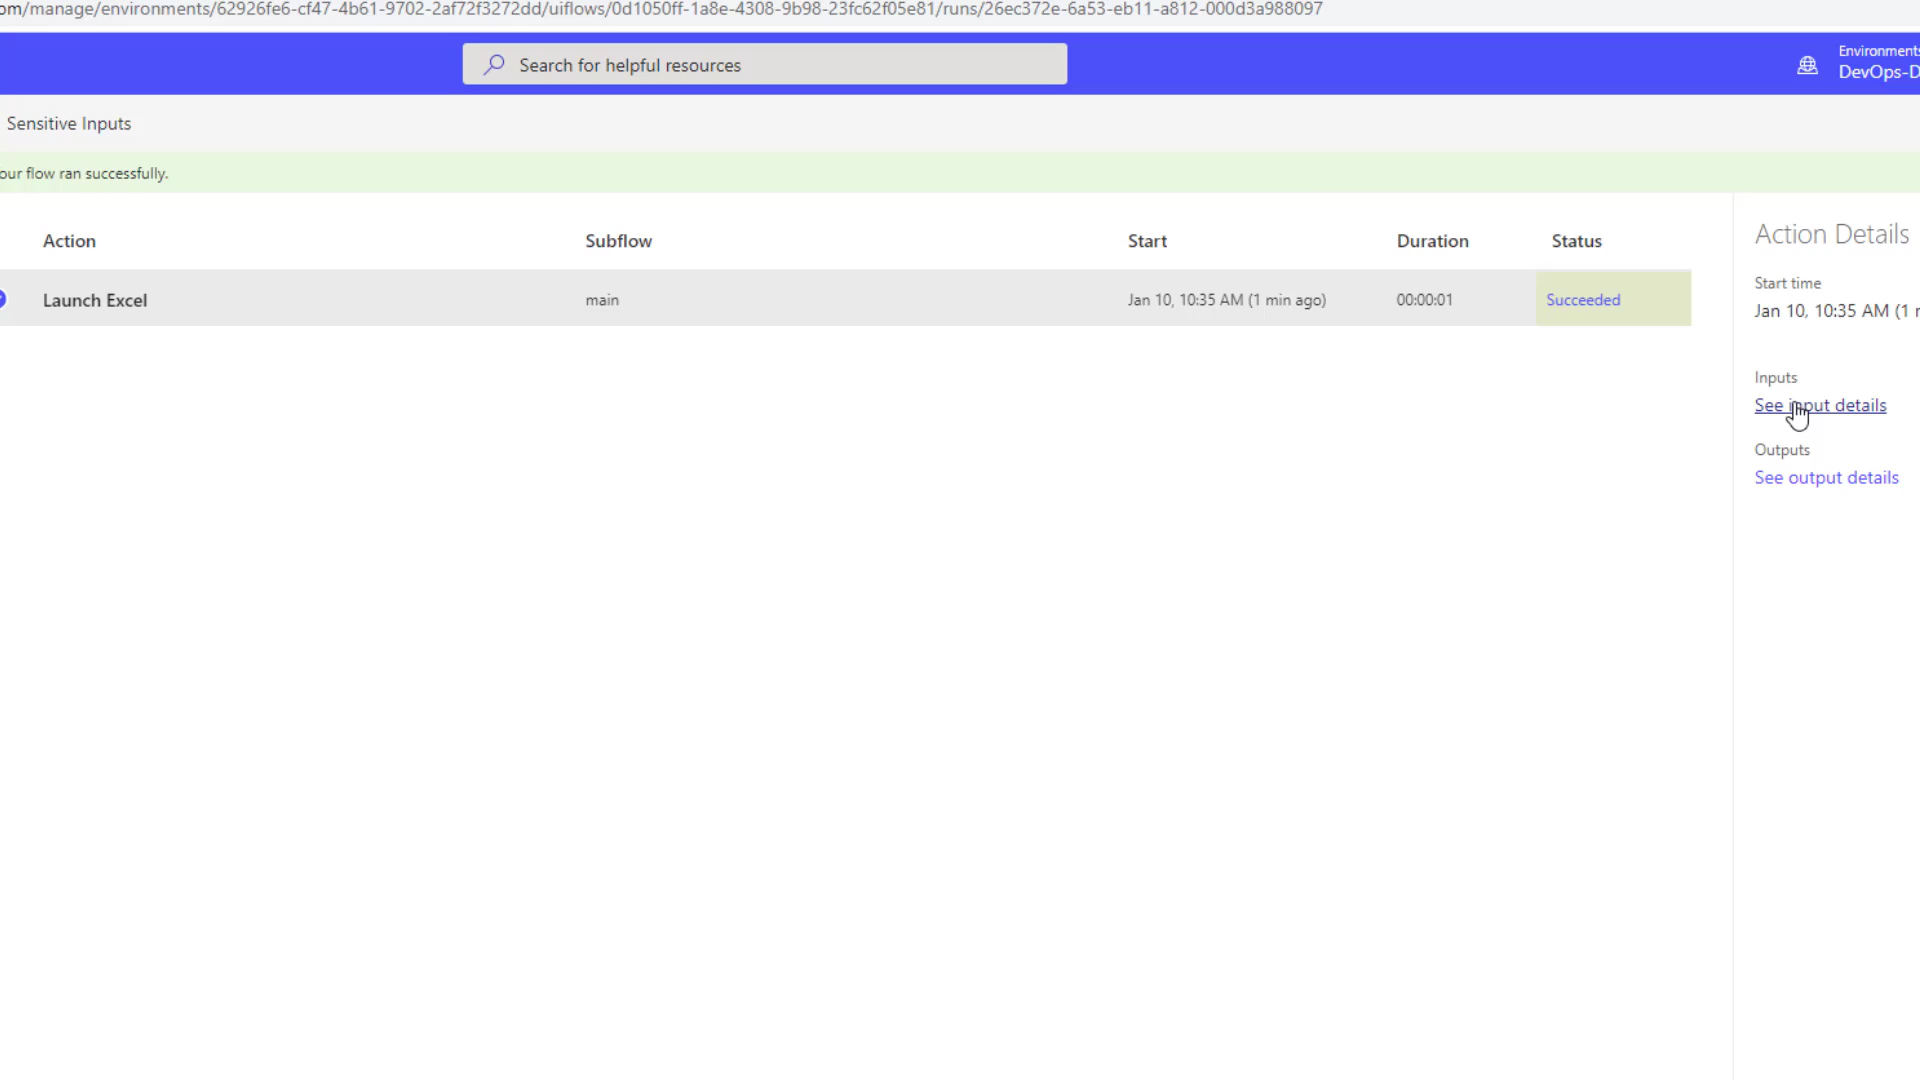 om/manage/environments/62926fe6-cf47-4b61-9702-2af72f3272dd/uiflows/0d1050ff-1a8e-4308-9b98-23fc62f05e81/runs/26ec372e-6a53-eb11-a812-000d3a988097
Search for helpful resources
Environments
DevOps-D
Sensitive Inputs
our flow ran successfully.
Action Subflow Start Duration Status
Launch Excel main Jan 10, 10:35 AM (1 min ago) 00:00:01 Succeeded
Action Details
Start time
Jan 10, 10:35 AM (1 m
Inputs
See input details
Outputs
See output details